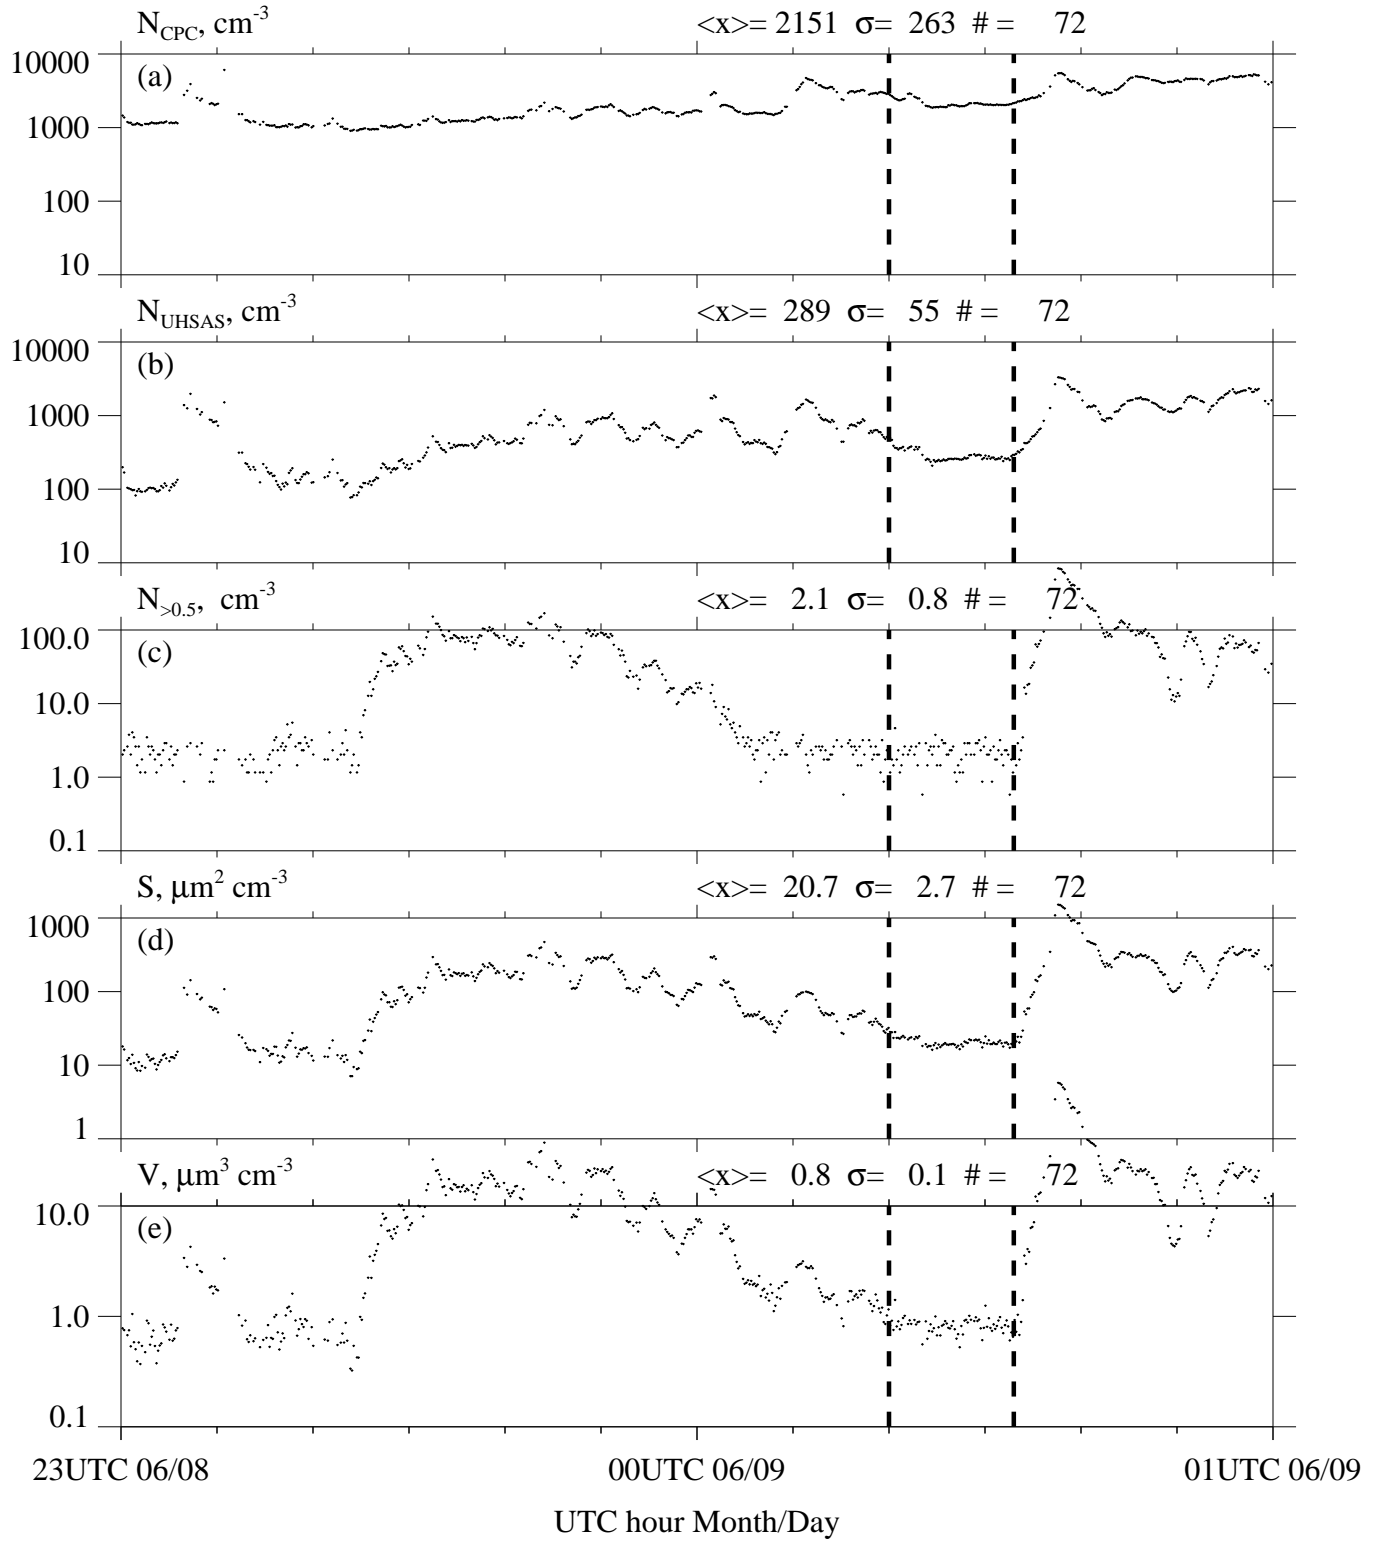 N_CPC, cm^-3 <x>= 2151 σ= 263 # = 72
10000
(a)
1000
100
10
N_UHSAS, cm^-3 <x>= 289 σ= 55 # = 72
10000
(b)
1000
100
10
N_>0.5, cm^-3 <x>= 2.1 σ= 0.8 # = 72
100.0
(c)
10.0
1.0
0.1
S, μm^2 cm^-3 <x>= 20.7 σ= 2.7 # = 72
1000
(d)
100
10
1
V, μm^3 cm^-3 <x>= 0.8 σ= 0.1 # = 72
10.0
(e)
1.0
0.1
23UTC 06/08 00UTC 06/09 01UTC 06/09
UTC hour Month/Day